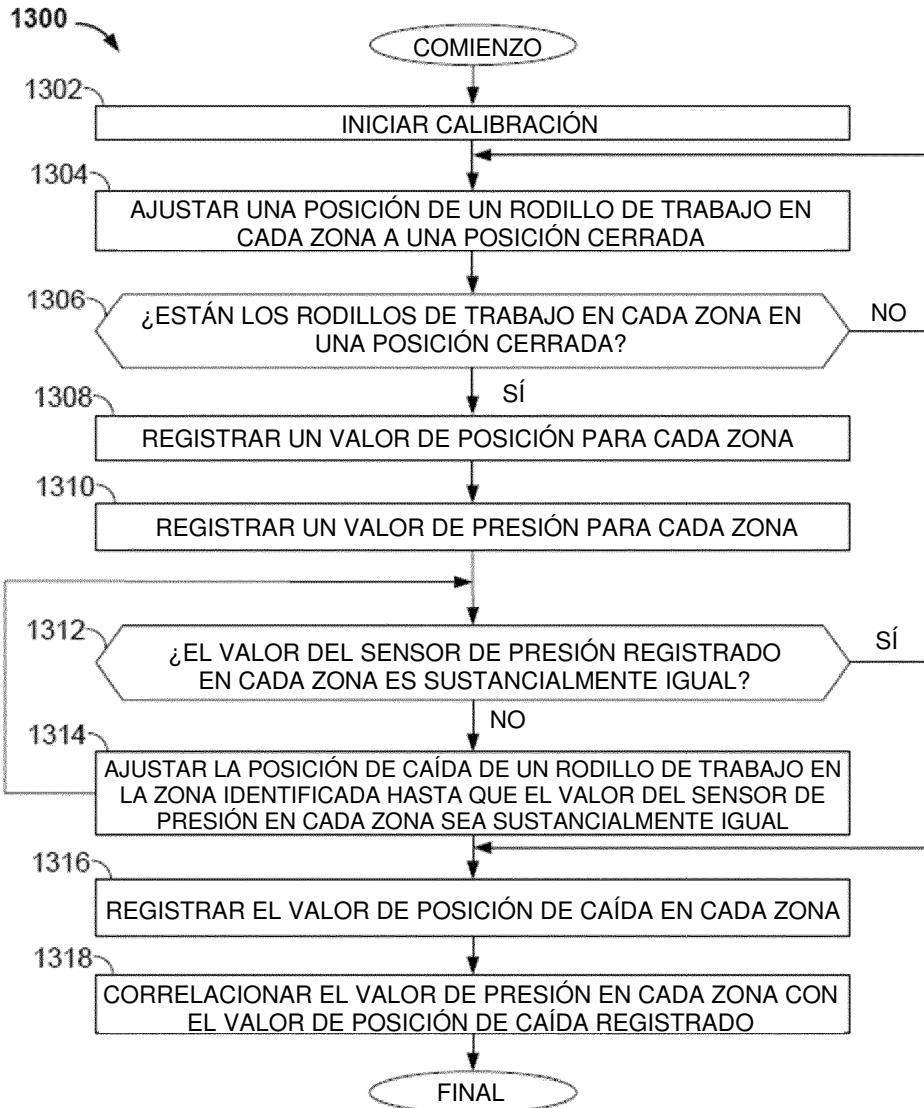 1300
COMIENZO
1302
INICIAR CALIBRACIÓN
1304
AJUSTAR UNA POSICIÓN DE UN RODILLO DE TRABAJO EN
CADA ZONA A UNA POSICIÓN CERRADA
1306
¿ESTÁN LOS RODILLOS DE TRABAJO EN CADA ZONA EN
UNA POSICIÓN CERRADA?
NO
SÍ
1308
REGISTRAR UN VALOR DE POSICIÓN PARA CADA ZONA
1310
REGISTRAR UN VALOR DE PRESIÓN PARA CADA ZONA
1312
¿EL VALOR DEL SENSOR DE PRESIÓN REGISTRADO
EN CADA ZONA ES SUSTANCIALMENTE IGUAL?
SÍ
NO
1314
AJUSTAR LA POSICIÓN DE CAÍDA DE UN RODILLO DE TRABAJO EN
LA ZONA IDENTIFICADA HASTA QUE EL VALOR DEL SENSOR DE
PRESIÓN EN CADA ZONA SEA SUSTANCIALMENTE IGUAL
1316
REGISTRAR EL VALOR DE POSICIÓN DE CAÍDA EN CADA ZONA
1318
CORRELACIONAR EL VALOR DE PRESIÓN EN CADA ZONA CON
EL VALOR DE POSICIÓN DE CAÍDA REGISTRADO
FINAL